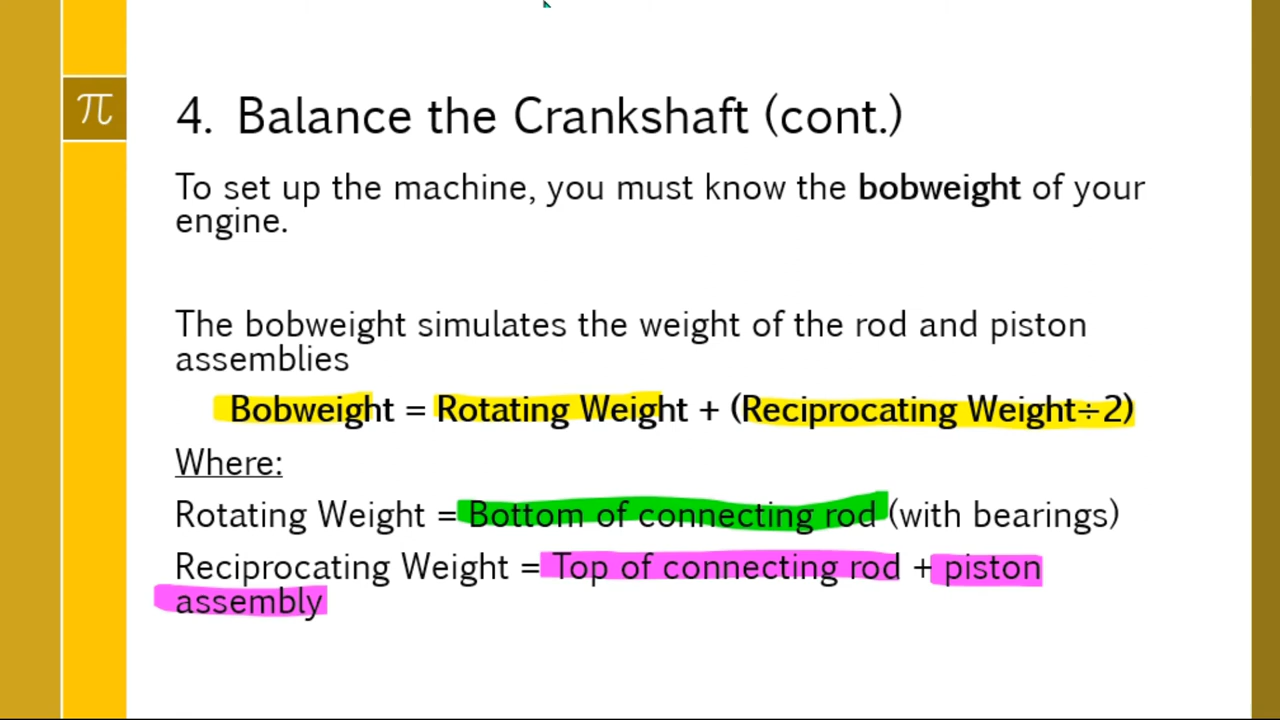 π
4. Balance the Crankshaft (cont.)
To set up the machine, you must know the bobweight of your
engine.
The bobweight simulates the weight of the rod and piston
assemblies
Bobweight = Rotating Weight + (Reciprocating Weight÷2)
Where:
Rotating Weight = Bottom of connecting rod (with bearings)
Reciprocating Weight = Top of connecting rod + piston
assembly